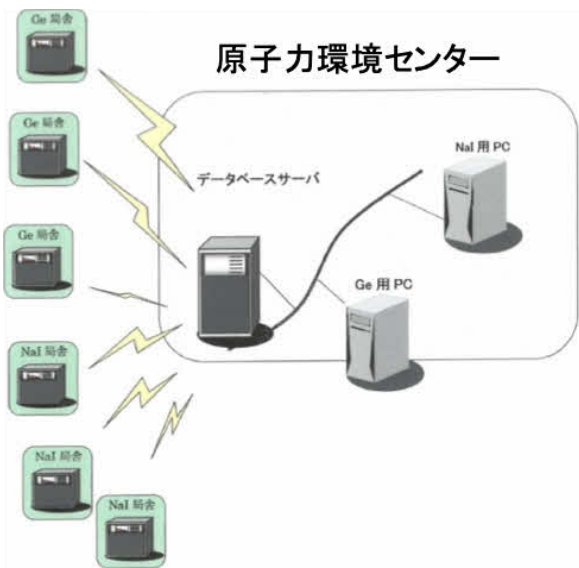 Ge 局舎
原子力環境センター
Ge 局舎
NaI 用 PC
データベースサーバ
Ge 局舎
Ge 用 PC
NaI 局舎
NaI 局舎
NaI 局舎